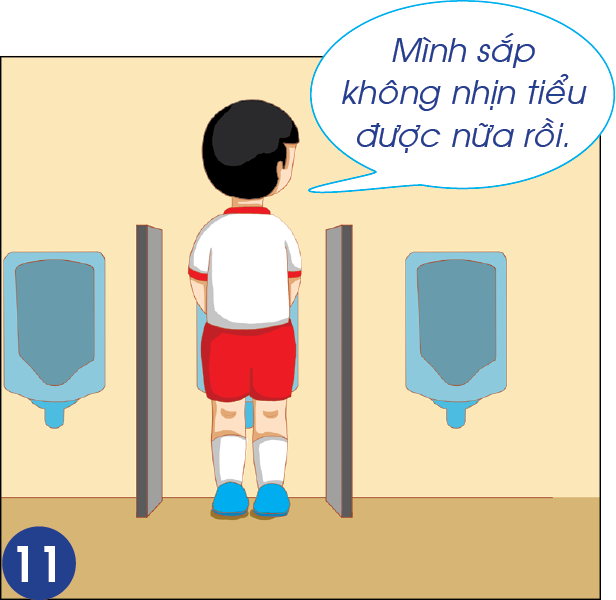 Mình sắp
không nhịn tiểu
được nữa rồi.
11